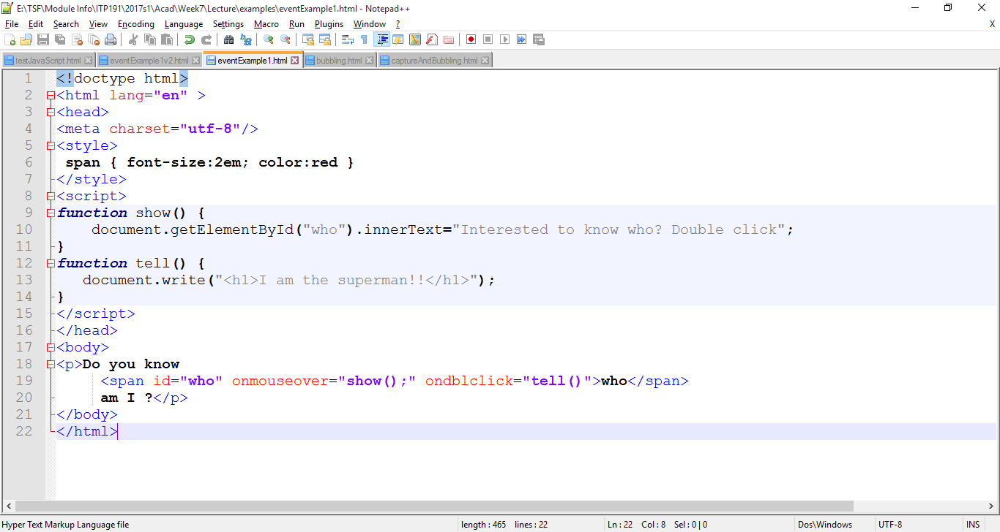 E:\TSF\Module Info\ITP191\2017s1\Acad\Week7\Lecture\examples\eventExample1.html - Notepad++
File Edit Search View Encoding Language Settings Macro Run Plugins Window ? X
testJavaScript.html eventExample1v2.html eventExample1.html bubbling.html captureAndBubbling.html
1 <!doctype html>
2 <html lang="en" >
3 <head>
4 <meta charset="utf-8"/>
5 <style>
6 span { font-size:2em; color:red }
7 </style>
8 <script>
9 function show() {
10 document.getElementById("who").innerText="Interested to know who? Double click";
11 }
12 function tell() {
13 document.write("<h1>I am the superman!!</h1>");
14 }
15 </script>
16 </head>
17 <body>
18 <p>Do you know
19 <span id="who" onmouseover="show();" ondblclick="tell()">who</span>
20 am I ?</p>
21 </body>
22 </html>
Hyper Text Markup Language file length : 465 lines : 22 Ln : 22 Col : 8 Sel : 0 | 0 Dos\Windows UTF-8 INS